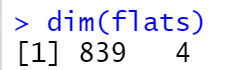 > dim(flats)
[1] 839 4